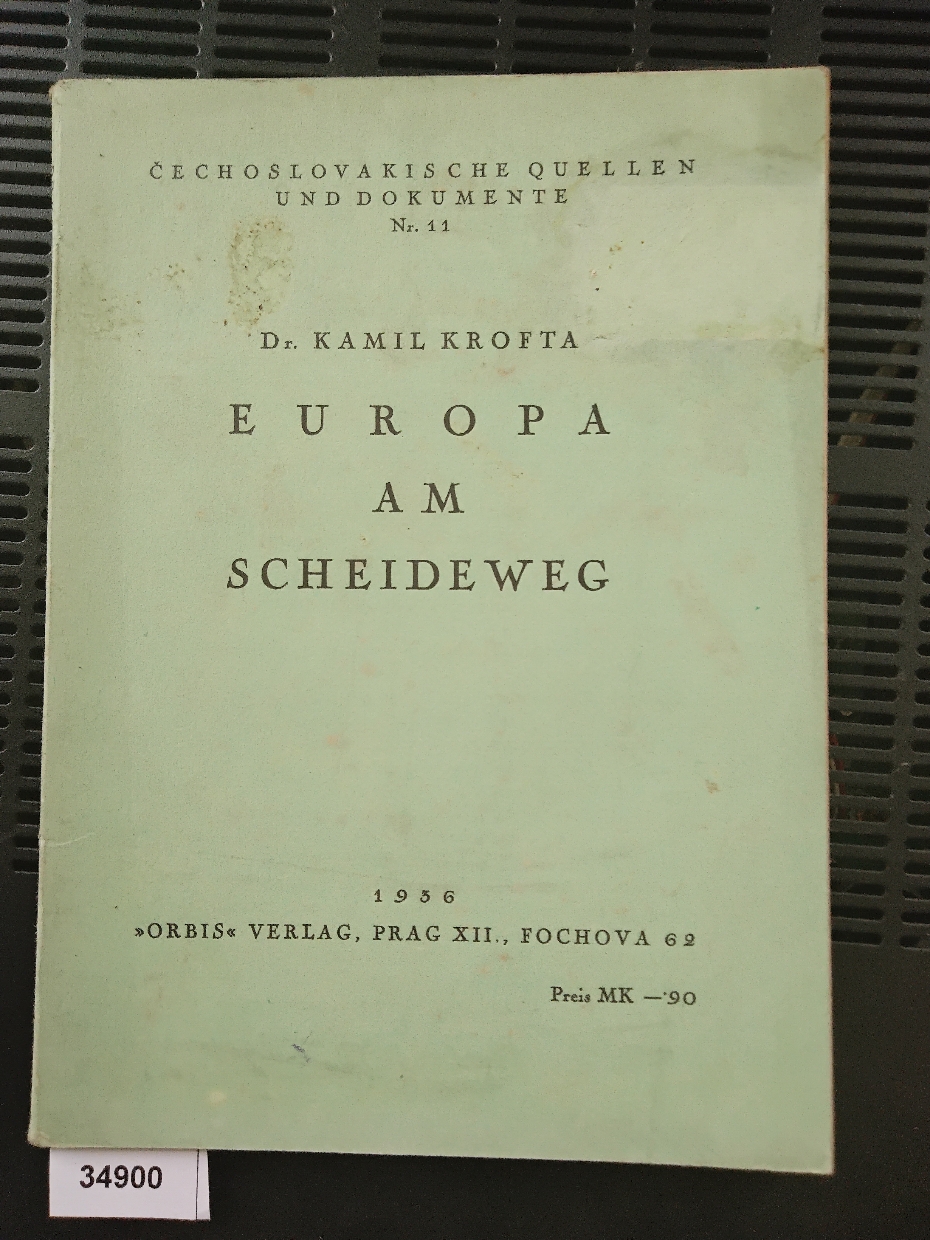 ČECHOSLOVAKISCHE QUELLEN
UND DOKUMENTE
Nr. 11
Dr. KAMIL KROFTA
EUROPA
AM
SCHEIDEWEG
1936
»ORBIS« VERLAG, PRAG XII., FOCHOVA 62
Preis MK —·90
34900